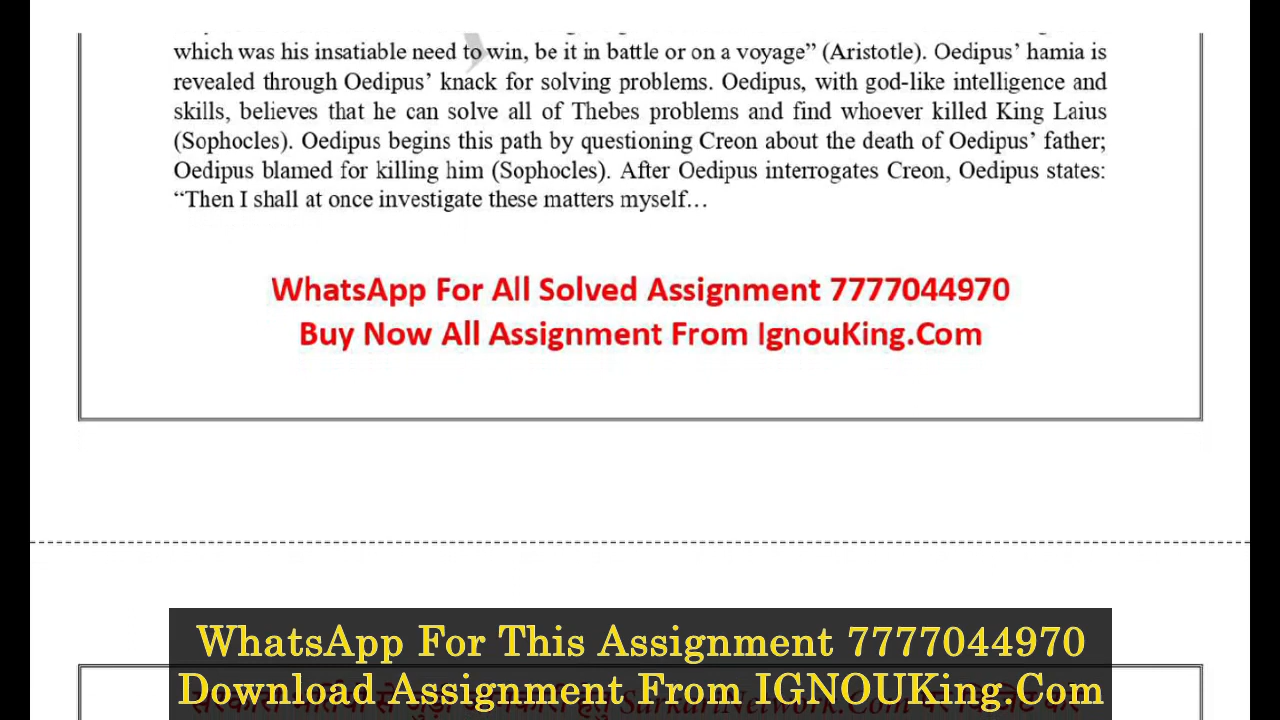 which was his insatiable need to win, be it in battle or on a voyage” (Aristotle). Oedipus’ hamia is
revealed through Oedipus’ knack for solving problems. Oedipus, with god-like intelligence and
skills, believes that he can solve all of Thebes problems and find whoever killed King Laius
(Sophocles). Oedipus begins this path by questioning Creon about the death of Oedipus’ father;
Oedipus blamed for killing him (Sophocles). After Oedipus interrogates Creon, Oedipus states:
“Then I shall at once investigate these matters myself…
WhatsApp For All Solved Assignment 7777044970
Buy Now All Assignment From IgnouKing.Com
WhatsApp For This Assignment 7777044970
Download Assignment From IGNOUKing.Com